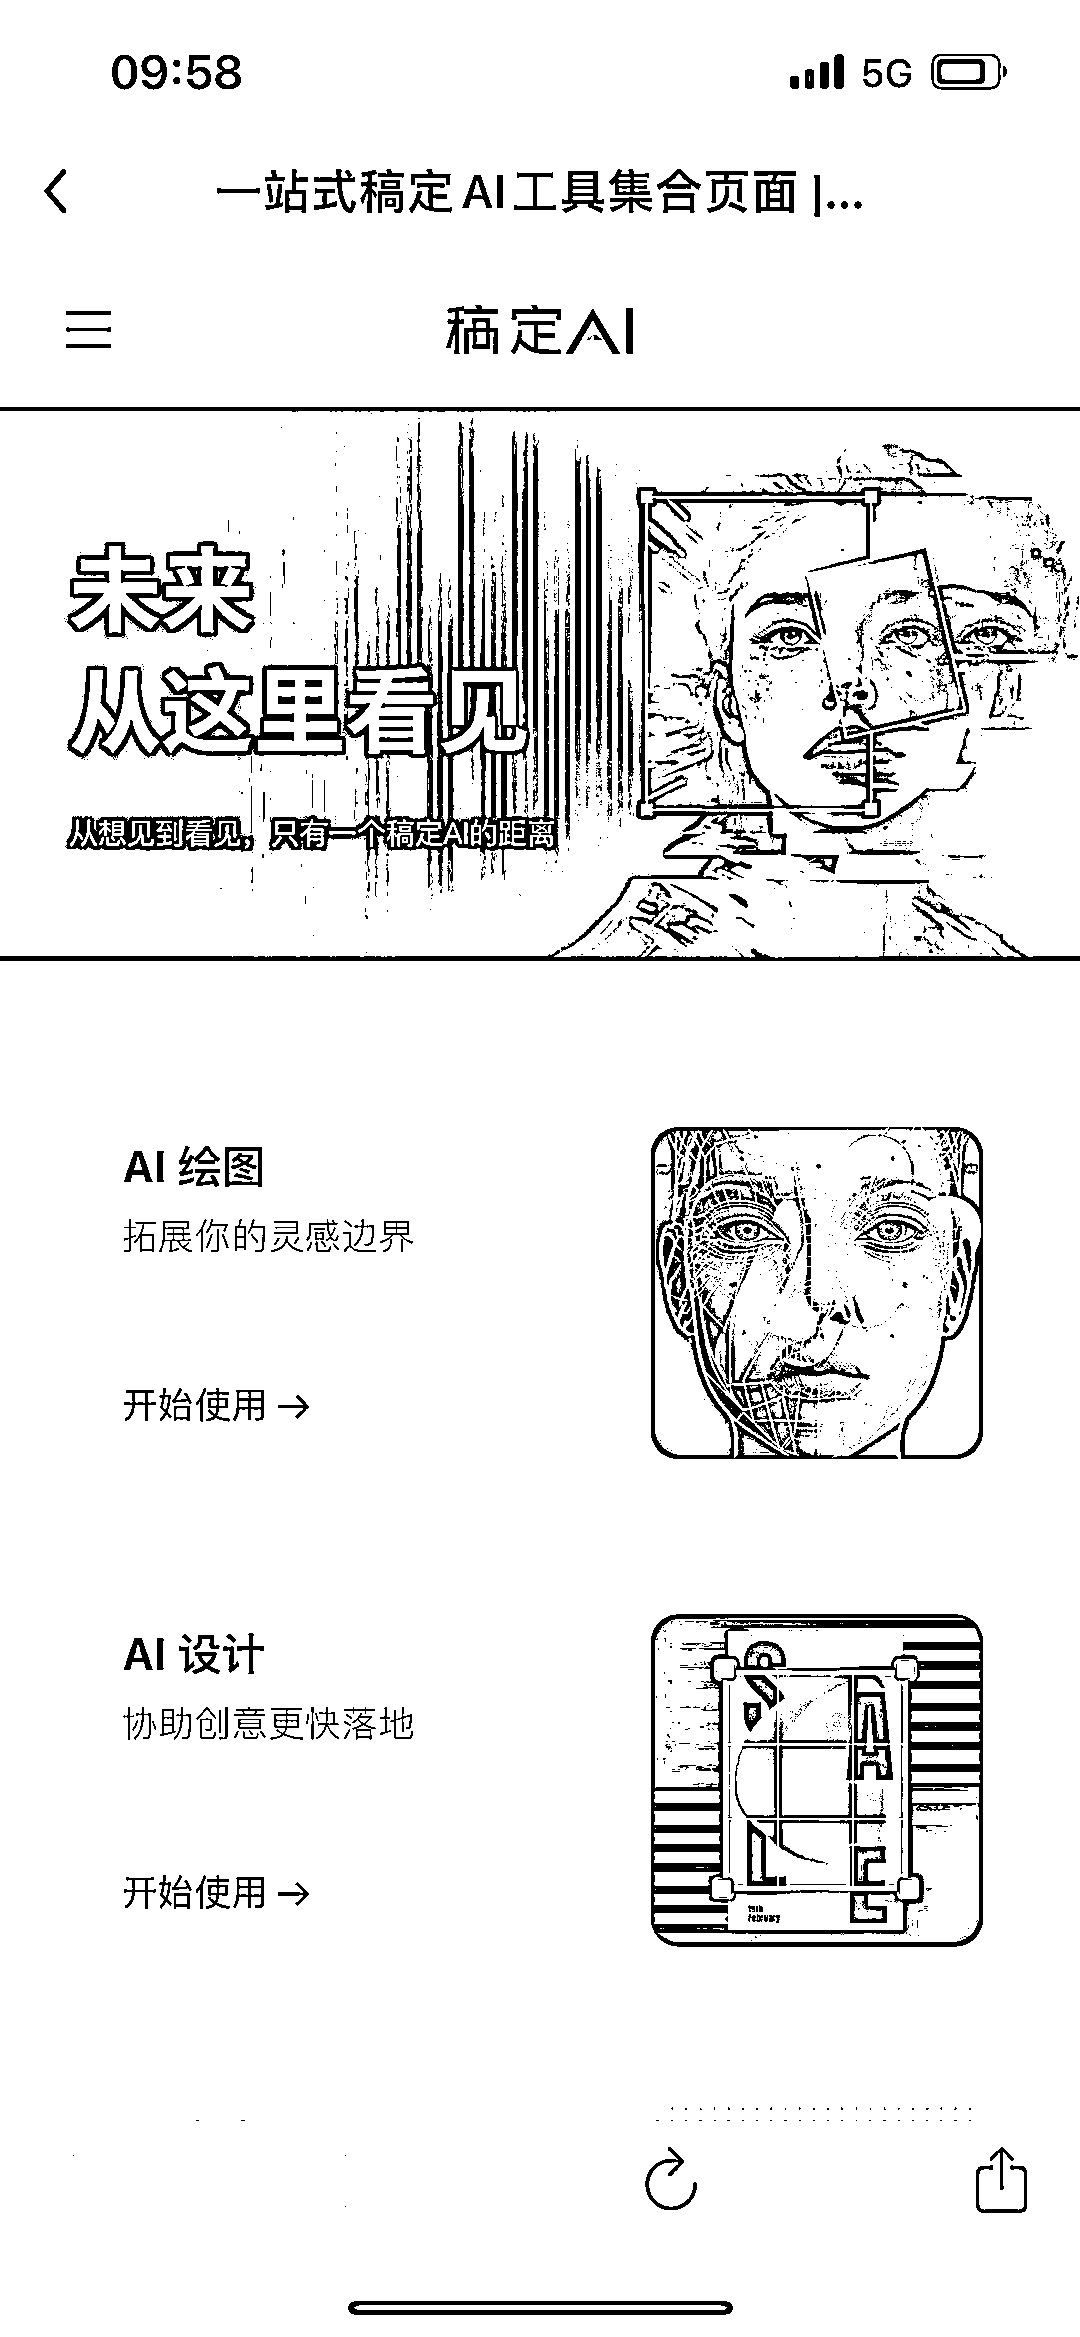 09:58
5G
一站式稿定AI工具集合页面 |...
稿定AI
未来
从这里看见
从想见到看见，只有一个稿定AI的距离
AI 绘图
拓展你的灵感边界
开始使用 →
AI 设计
协助创意更快落地
开始使用 →